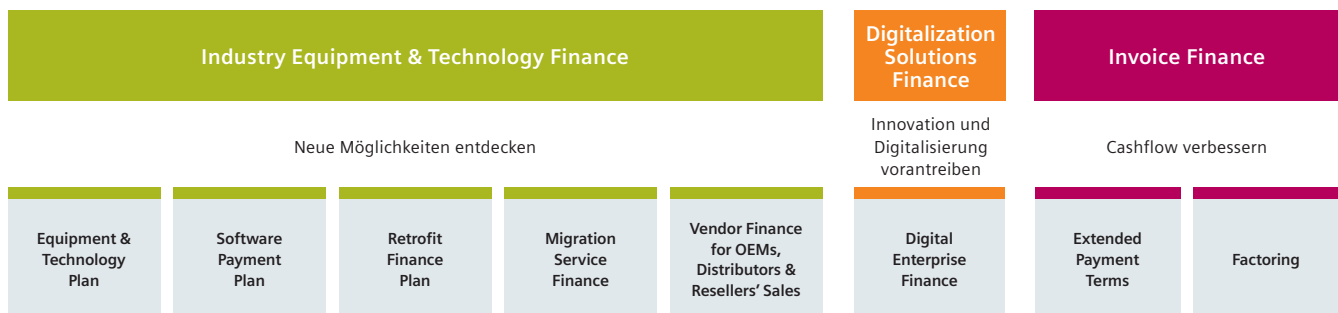 Industry Equipment & Technology Finance
Digitalization
Solutions
Finance
Invoice Finance
Neue Möglichkeiten entdecken
Innovation und
Digitalisierung
vorantreiben
Cashflow verbessern
Equipment &
Technology
Plan
Software
Payment
Plan
Retrofit
Finance
Plan
Migration
Service
Finance
Vendor Finance
for OEMs,
Distributors &
Resellers’ Sales
Digital
Enterprise
Finance
Extended
Payment
Terms
Factoring